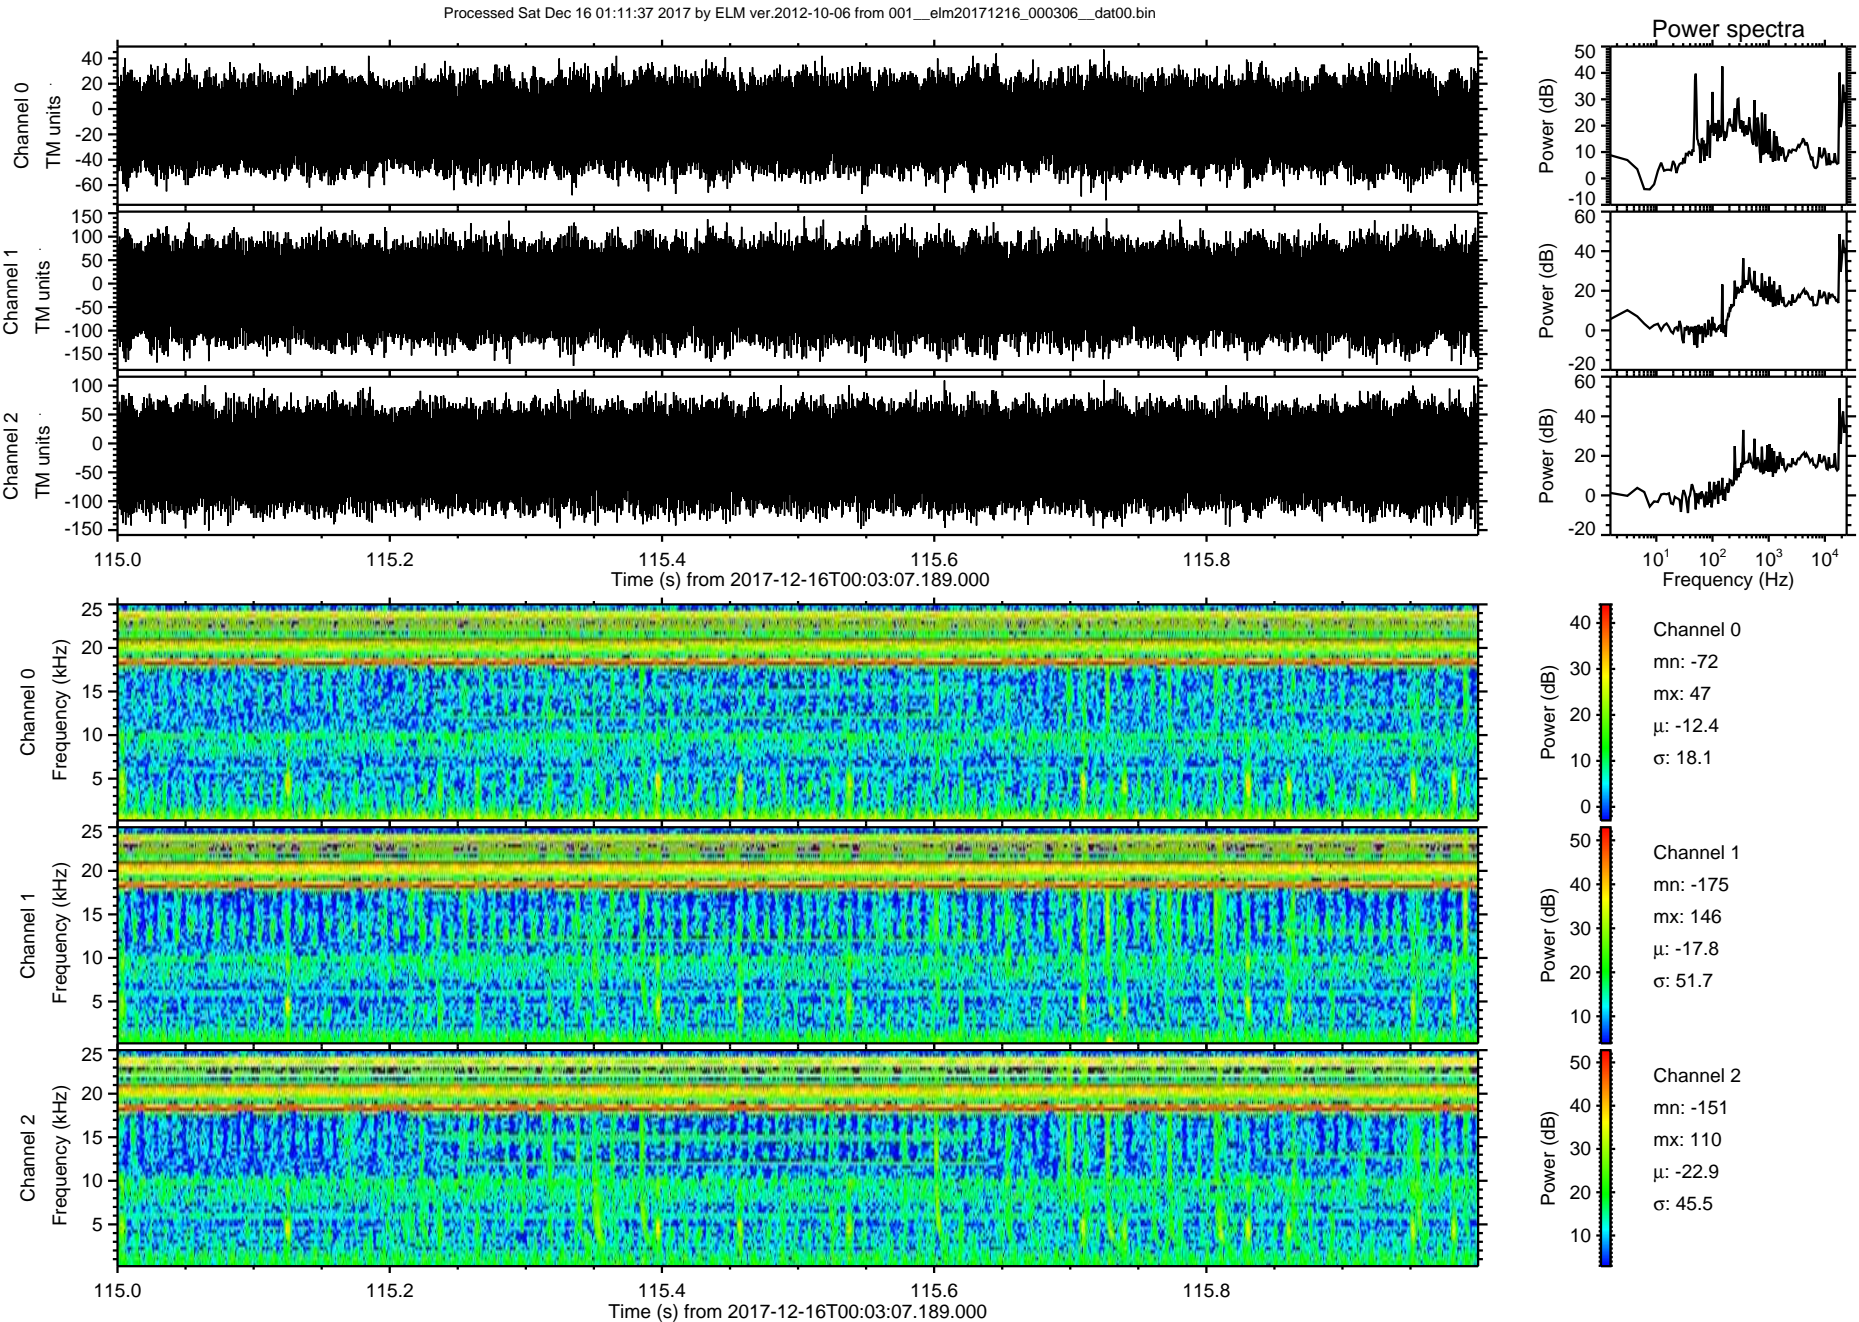 Processed Sat Dec 16 01:11:37 2017 by ELM ver.2012-10-06 from 001__elm20171216_000306__dat00.bin
Power spectra
Channel 0
TM units
40
20
0
-20
-40
-60
Power (dB)
50
40
30
20
10
0
-10
Channel 1
TM units
150
100
50
0
-50
-100
-150
Power (dB)
60
40
20
0
-20
Channel 2
TM units
100
50
0
-50
-100
-150
Power (dB)
60
40
20
0
-20
115.0 115.2 115.4 115.6 115.8
Time (s) from 2017-12-16T00:03:07.189.000
10^1 10^2 10^3 10^4
Frequency (Hz)
Channel 0
Frequency (kHz)
25
20
15
10
5
Power (dB)
40
30
20
10
0
Channel 0
mn: -72
mx: 47
μ: -12.4
σ: 18.1
Channel 1
Frequency (kHz)
25
20
15
10
5
Power (dB)
50
40
30
20
10
Channel 1
mn: -175
mx: 146
μ: -17.8
σ: 51.7
Channel 2
Frequency (kHz)
25
20
15
10
5
Power (dB)
50
40
30
20
10
Channel 2
mn: -151
mx: 110
μ: -22.9
σ: 45.5
115.0 115.2 115.4 115.6 115.8
Time (s) from 2017-12-16T00:03:07.189.000